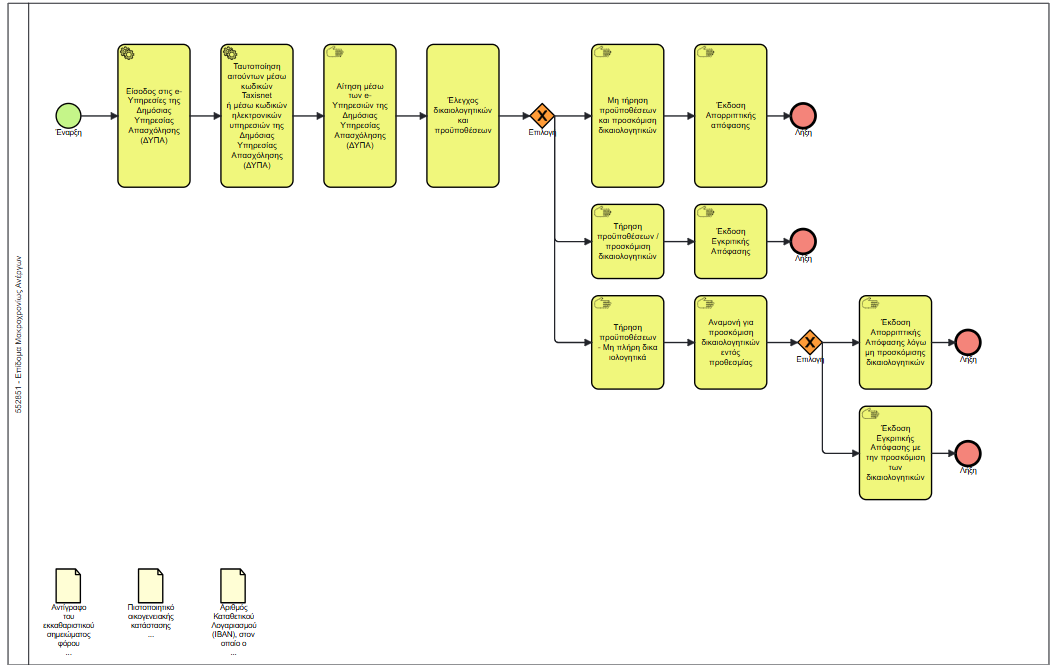 552851 - Επίδομα Μακροχρονίως Ανέργων
Έναρξη
Είσοδος στις e-
Υπηρεσίες της
Δημόσιας
Υπηρεσίας
Απασχόλησης
(ΔΥΠΑ)
Ταυτοποίηση
αιτούντων μέσω
κωδικών
Taxisnet
ή μέσω κωδικών
ηλεκτρονικών
υπηρεσιών της
Δημόσιας
Υπηρεσίας
Απασχόλησης
(ΔΥΠΑ)
Αίτηση μέσω
των e-
Υπηρεσιών της
Δημόσιας
Υπηρεσίας
Απασχόλησης
(ΔΥΠΑ)
Έλεγχος
δικαιολογητικών
και
προϋποθέσεων
Επιλογή
Μη τήρηση
προϋποθέσεων
και προσκόμιση
δικαιολογητικών
Έκδοση
Απορριπτικής
απόφασης
Λήξη
Τήρηση
προϋποθέσεων /
προσκόμιση
δικαιολογητικών
Έκδοση
Εγκριτικής
Απόφασης
Λήξη
Τήρηση
προϋποθέσεων
- Μη πλήρη δικα
ιολογητικά
Αναμονή για
προσκόμιση
δικαιολογητικών
εντός
προθεσμίας
Επιλογή
Έκδοση
Απορριπτικής
Απόφασης λόγω
μη προσκόμισης
δικαιολογητικών
Λήξη
Έκδοση
Εγκριτικής
Απόφασης με
την προσκόμιση
των
δικαιολογητικών
Λήξη
Αντίγραφο
του
εκκαθαριστικού
σημειώματος
φόρου
...
Πιστοποιητικό
οικογενειακής
κατάστασης
...
Αριθμός
Καταθετικού
Λογαριασμού
(IBAN), στον
οποίο ο
...